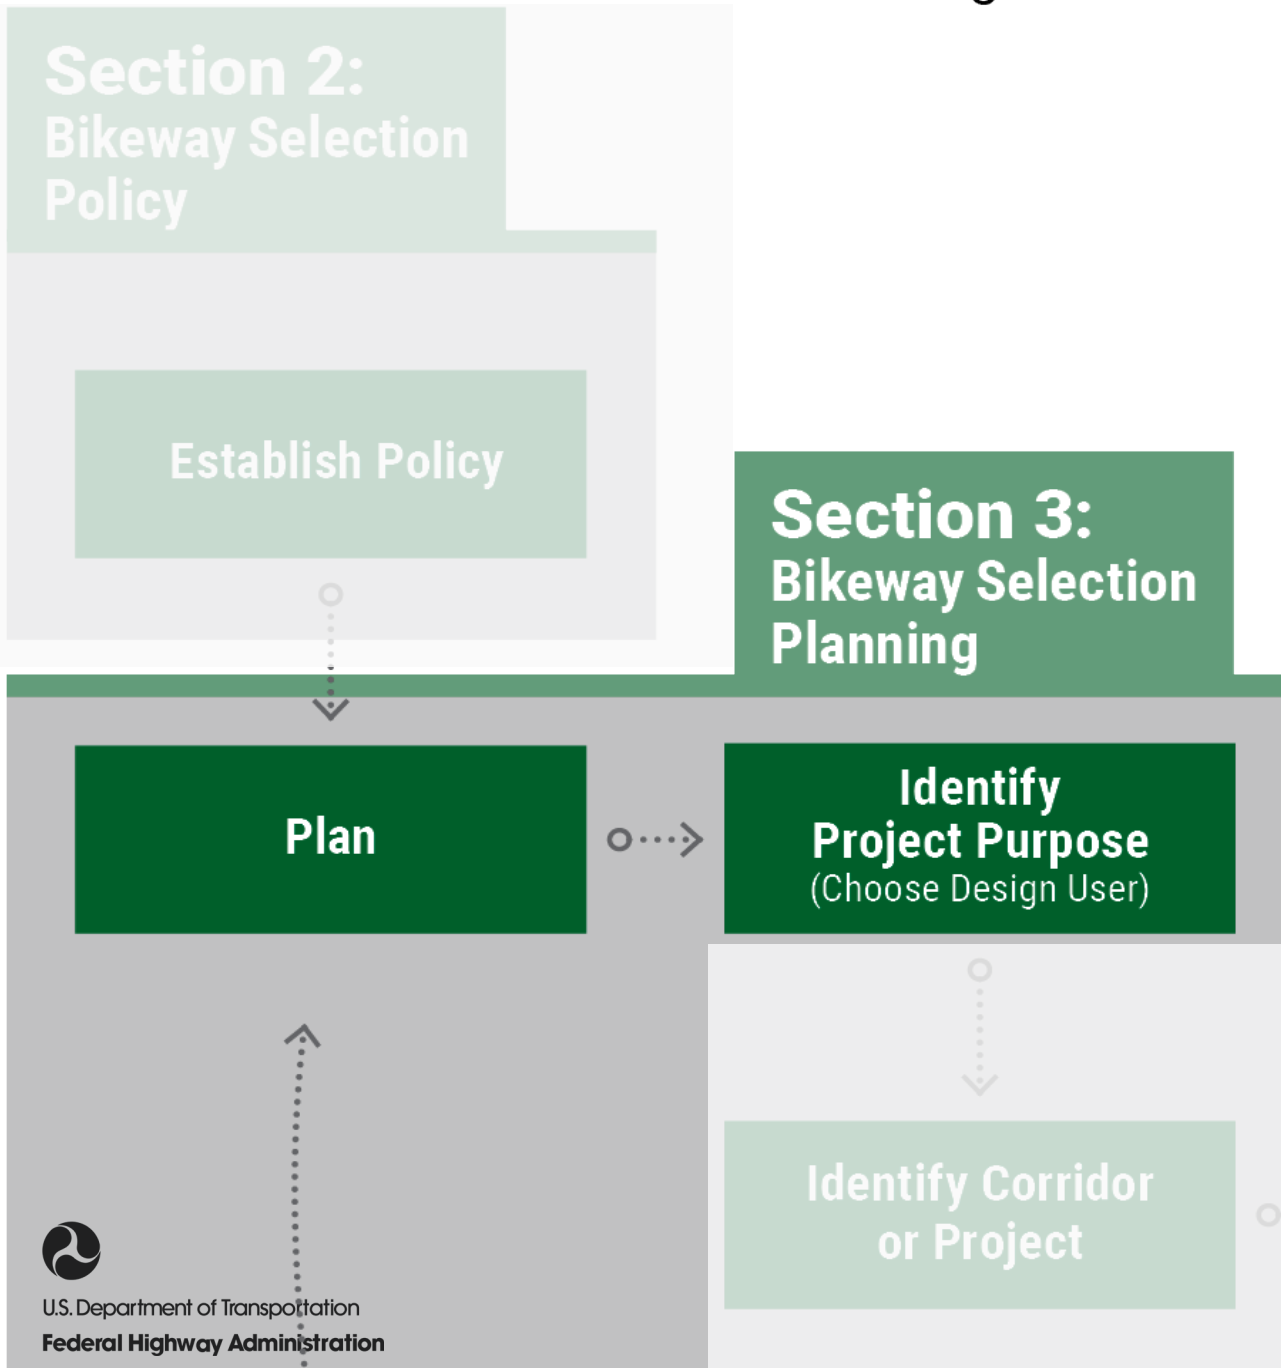 Section 2:
Bikeway Selection
Policy
Establish Policy
Section 3:
Bikeway Selection
Planning
Plan
Identify
Project Purpose
(Choose Design User)
Identify Corridor
or Project
U.S. Department of Transportation
Federal Highway Administration